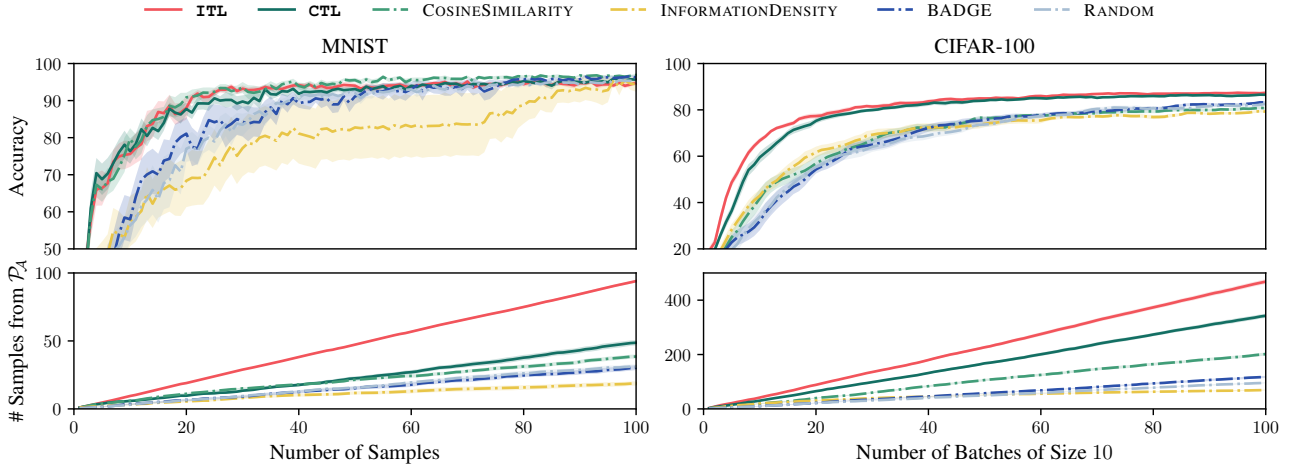 ITL CTL COSINESIMILARITY INFORMATIONDENSITY BADGE RANDOM
MNIST CIFAR-100
Accuracy
100
90
80
70
60
50
100
80
60
40
20
# Samples from 𝒫_𝒜
100
50
0
400
200
0
0 20 40 60 80 100
0 20 40 60 80 100
Number of Samples Number of Batches of Size 10